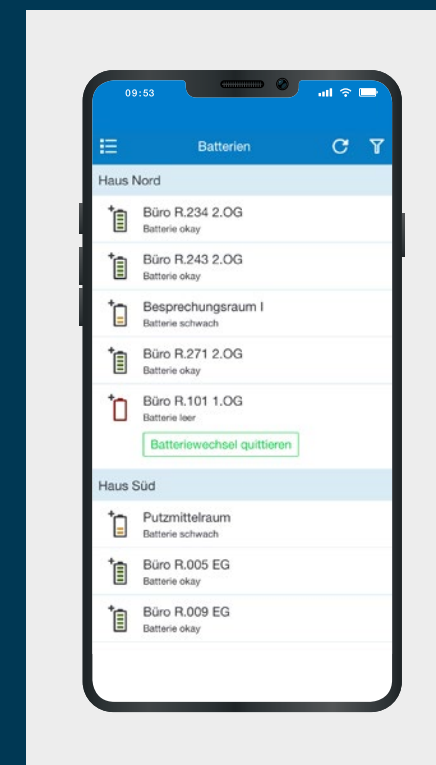 09:53
Batterien
Haus Nord
Büro R.234 2.OG
Batterie okay
Büro R.243 2.OG
Batterie okay
Besprechungsraum I
Batterie schwach
Büro R.271 2.OG
Batterie okay
Büro R.101 1.OG
Batterie leer
Batteriewechsel quittieren
Haus Süd
Putzmittelraum
Batterie schwach
Büro R.005 EG
Batterie okay
Büro R.009 EG
Batterie okay